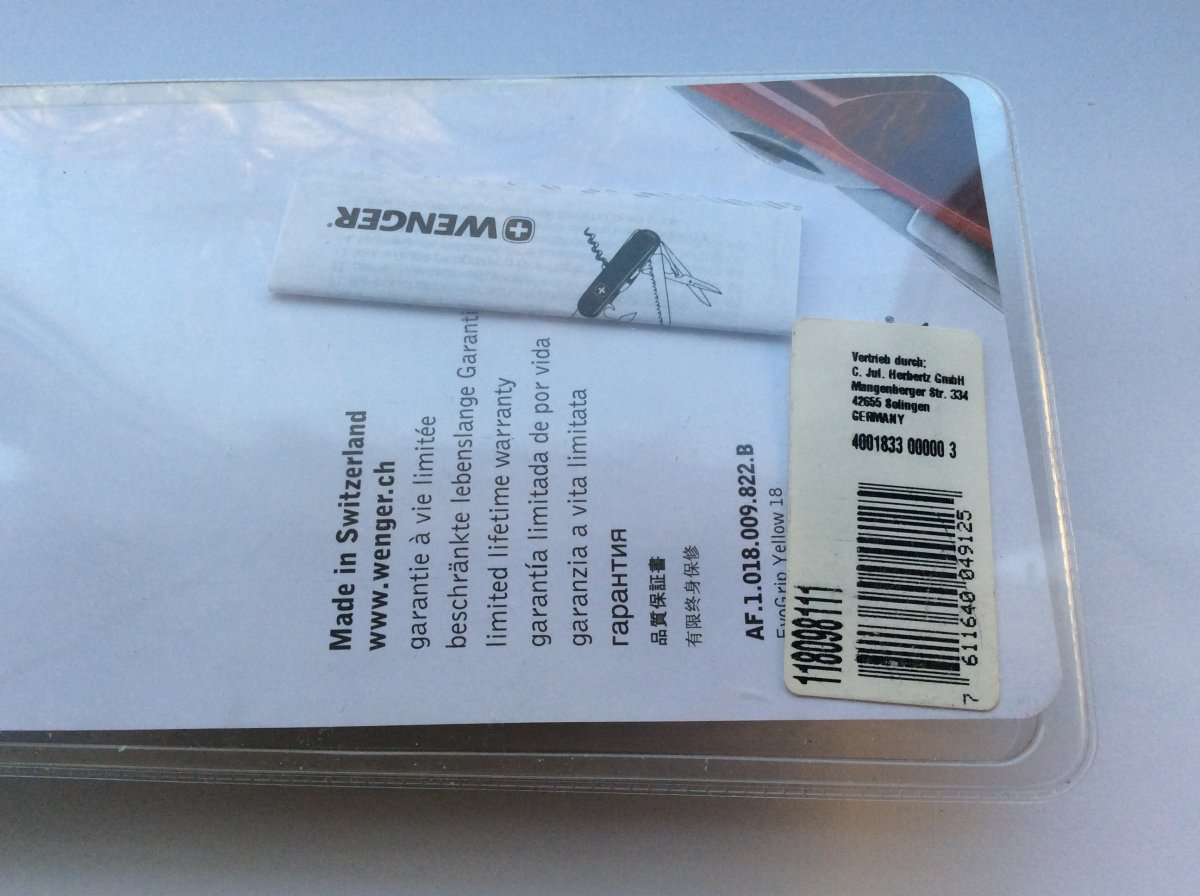 WENGER®
Made in Switzerland
www.wenger.ch
garantie à vie limitée
beschränkte lebenslange Garanti
limited lifetime warranty
garantía limitada de por vida
garanzia a vita limitata
гарантия
品質保証書
有限终身保修
AF.1.018.009.822.B
EvoGrip Yellow 18
Vertrieb durch:
C. Jul. Herbertz GmbH
Mangenberger Str. 334
42655 Solingen
GERMANY
4001833 00000 3
118098111
7 611640 049125